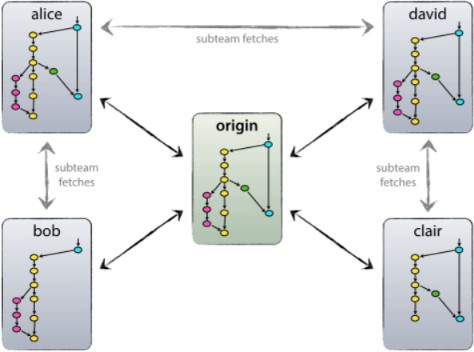 alice
david
subteam fetches
origin
subteam
fetches
subteam
fetches
bob
clair